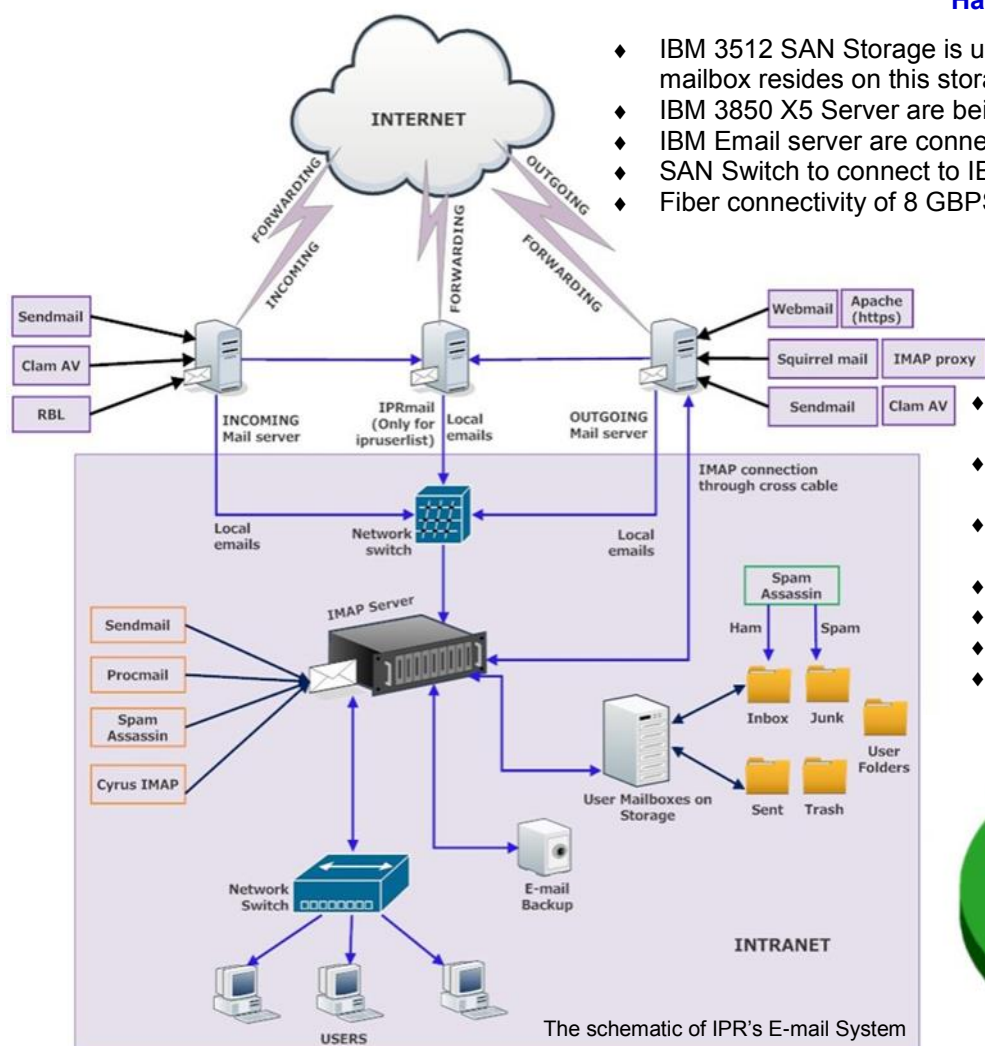 Ha
♦ IBM 3512 SAN Storage is u
mailbox resides on this stora
♦ IBM 3850 X5 Server are bei
♦ IBM Email server are conne
♦ SAN Switch to connect to IB
♦ Fiber connectivity of 8 GBPS
INTERNET
FORWARDING
INCOMING
FORWARDING
OUTGOING
FORWARDING
Sendmail
Clam AV
RBL
Webmail
Apache
(https)
Squirrel mail
IMAP proxy
Sendmail
Clam AV
INCOMING
Mail server
IPRmail
(Only for
ipruserlist)
Local
emails
OUTGOING
Mail server
IMAP connection
through cross cable
Local
emails
Network
switch
Local
emails
IMAP Server
Sendmail
Procmail
Spam
Assassin
Cyrus IMAP
Spam
Assassin
Ham
Spam
Inbox
Junk
User
Folders
Sent
Trash
User Mailboxes on
Storage
E-mail
Backup
Network
Switch
INTRANET
USERS
The schematic of IPR's E-mail System